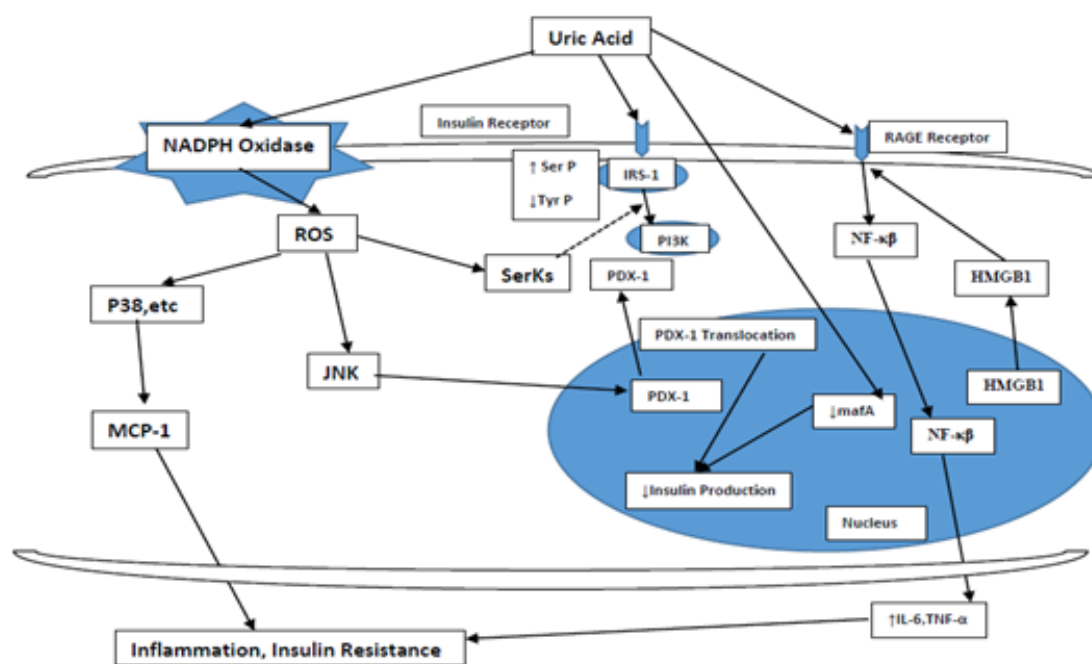 Uric Acid
Insulin Receptor
RAGE Receptor
NADPH Oxidase
↑ Ser P
↓Tyr P
IRS-1
ROS
PI3K
NF-κβ
SerKs
PDX-1
HMGB1
P38,etc
PDX-1 Translocation
JNK
PDX-1
HMGB1
↓mafA
MCP-1
NF-κβ
↓Insulin Production
Nucleus
↑IL-6,TNF-α
Inflammation, Insulin Resistance